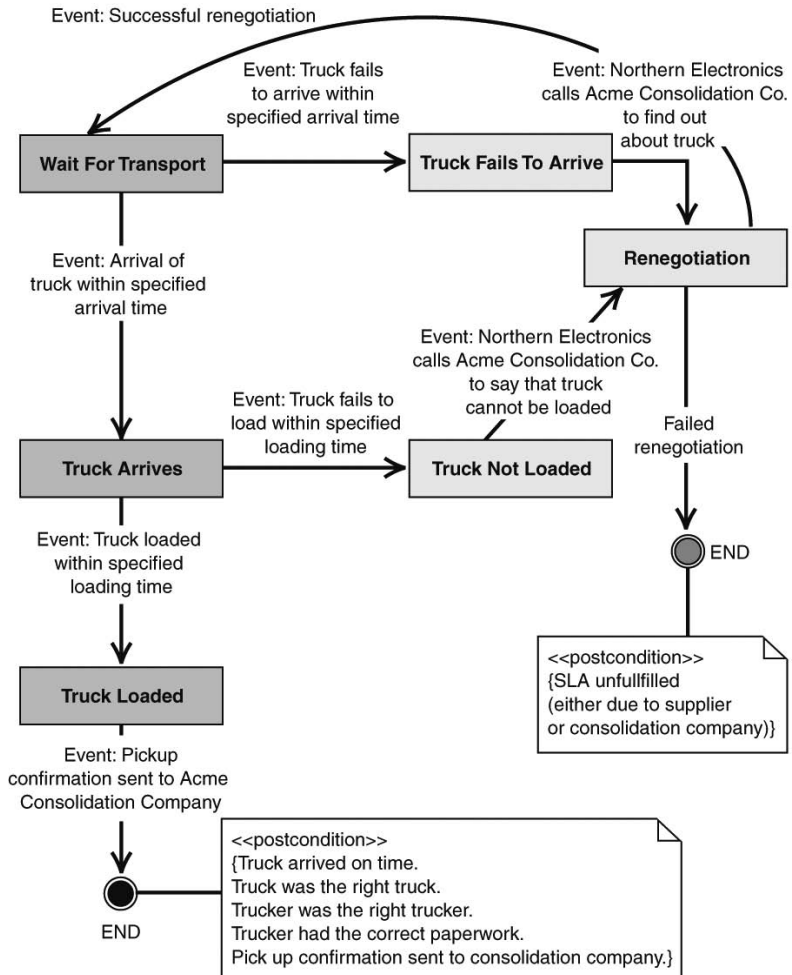 Event: Successful renegotiation
Event: Truck fails
to arrive within
specified arrival time
Event: Northern Electronics
calls Acme Consolidation Co.
to find out
about truck
Wait For Transport
Truck Fails To Arrive
Renegotiation
Event: Arrival of
truck within specified
arrival time
Event: Northern Electronics
calls Acme Consolidation Co.
to say that truck
cannot be loaded
Event: Truck fails to
load within specified
loading time
Failed
renegotiation
Truck Arrives
Truck Not Loaded
Event: Truck loaded
within specified
loading time
END
<<postcondition>>
{SLA unfullfilled
(either due to supplier
or consolidation company)}
Truck Loaded
Event: Pickup
confirmation sent to Acme
Consolidation Company
<<postcondition>>
{Truck arrived on time.
Truck was the right truck.
Trucker was the right trucker.
Trucker had the correct paperwork.
Pick up confirmation sent to consolidation company.}
END